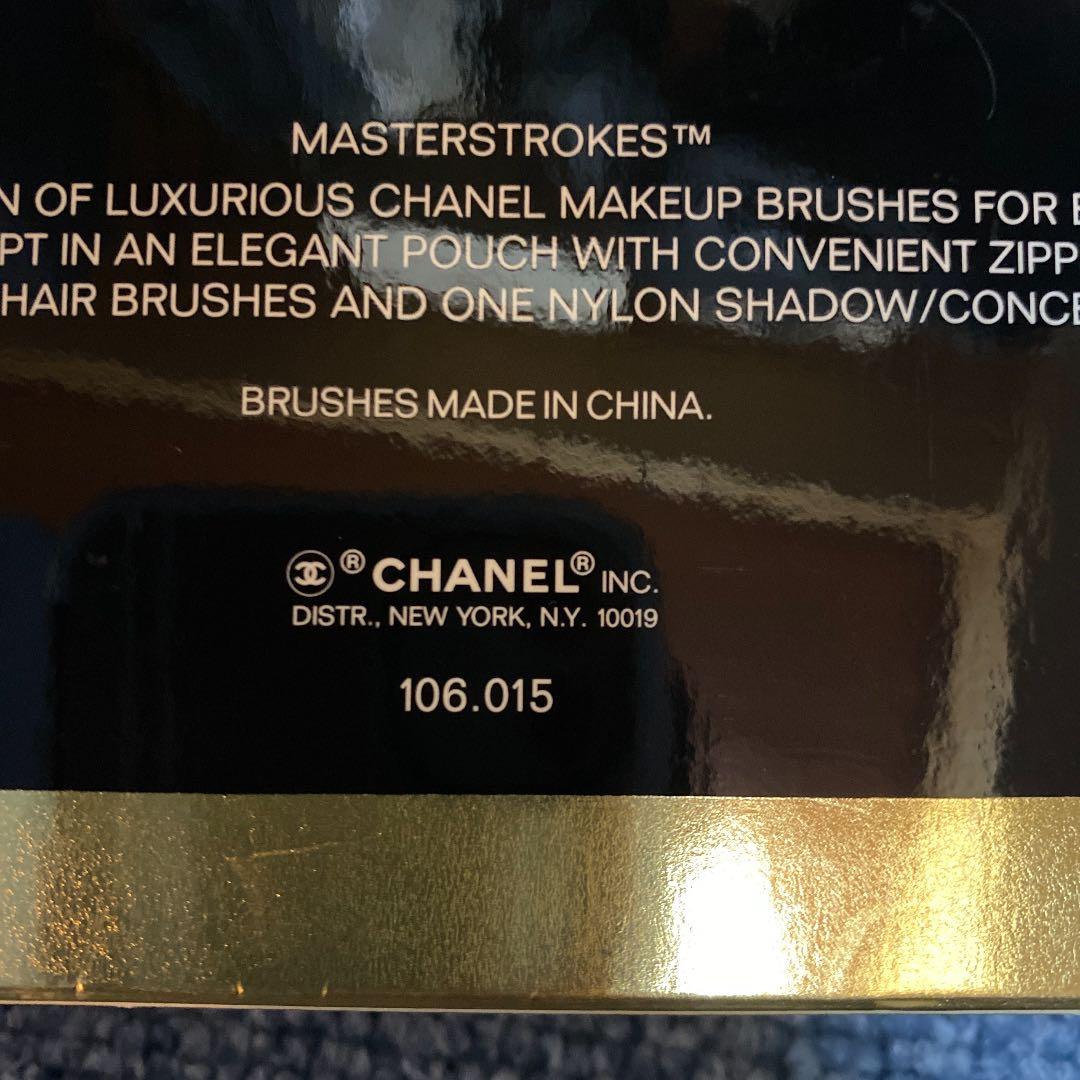 MASTERSTROKES™
N OF LUXURIOUS CHANEL MAKEUP BRUSHES FOR E
PT IN AN ELEGANT POUCH WITH CONVENIENT ZIPP
HAIR BRUSHES AND ONE NYLON SHADOW/CONCE
BRUSHES MADE IN CHINA.
® CHANEL® INC.
DISTR., NEW YORK, N.Y. 10019
106.015